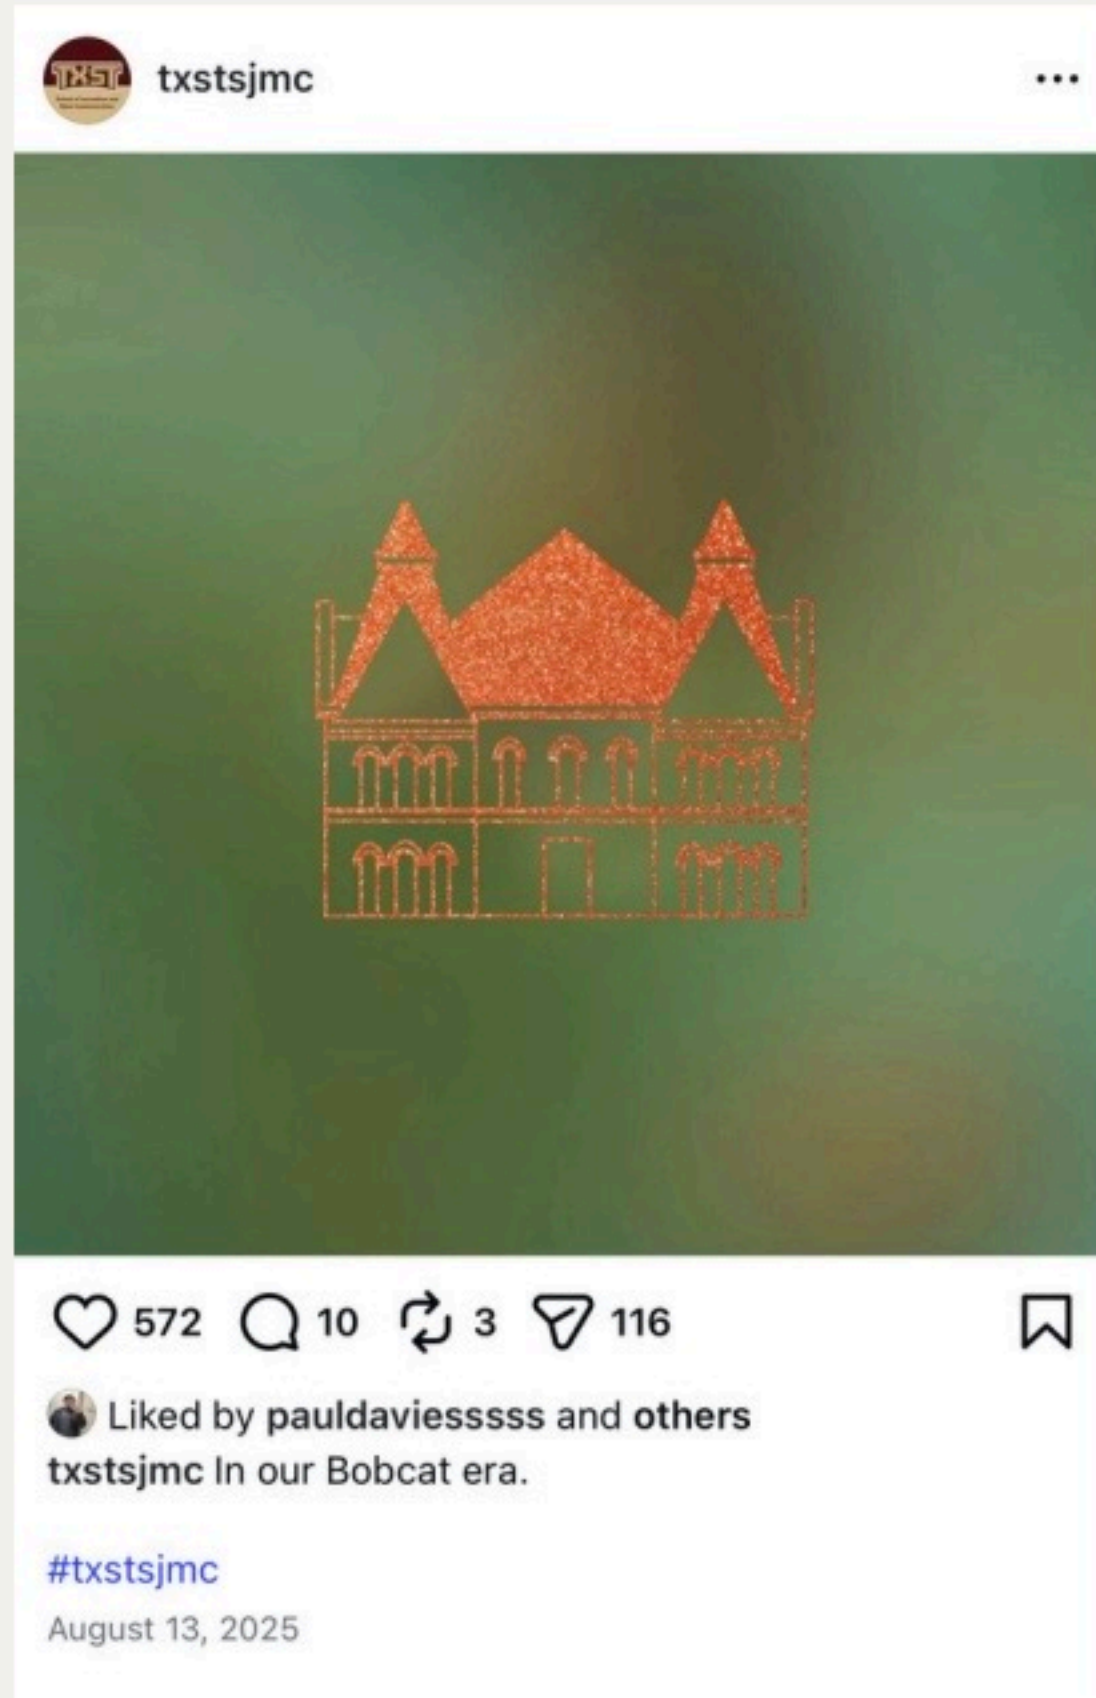 TXST
txstsjmc
572 10 3 116
Liked by pauldaviesssss and others
txstsjmc In our Bobcat era.
#txstsjmc
August 13, 2025